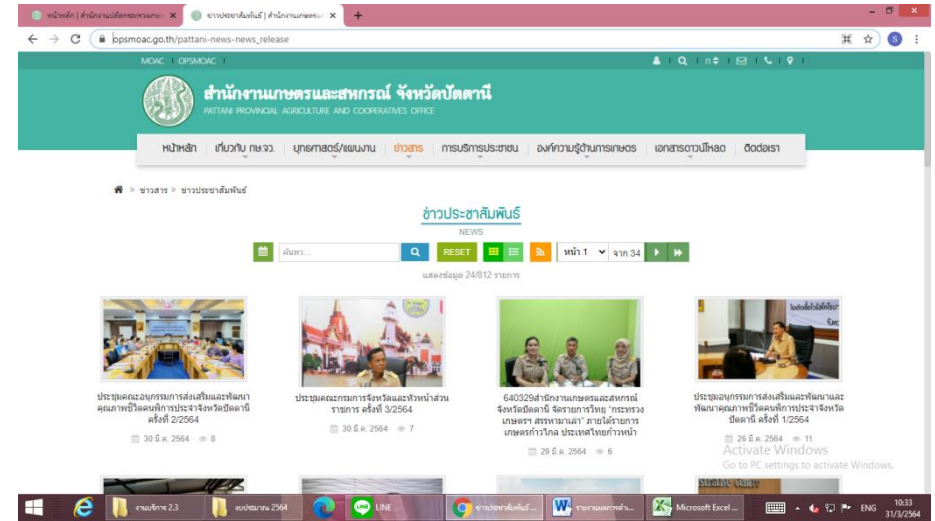 หน้าหลัก | สำนักงานปลัดกระทรวงเกษ
ข่าวประชาสัมพันธ์ | สำนักงานเกษตรแ
opsmoac.go.th/pattani-news-news_release
S
MOAC | OPSMOAC |
ก
สำนักงานเกษตรและสหกรณ์ จังหวัดปัตตานี
PATTANI PROVINCIAL AGRICULTURE AND COOPERATIVES OFFICE
หน้าหลัก เกี่ยวกับ กษ.จว. ยุทธศาสตร์/แผนงาน ข่าวสาร การบริการประชาชน องค์ความรู้ด้านการเกษตร เอกสารดาวน์โหลด ติดต่อเรา
> ข่าวสาร > ข่าวประชาสัมพันธ์
ข่าวประชาสัมพันธ์
NEWS
ค้นหา... RESET หน้า 1 จาก 34
แสดงข้อมูล 24/812 รายการ
ประชุมคณะอนุกรรมการส่งเสริมและพัฒนา
คุณภาพชีวิตคนพิการประจำจังหวัดปัตตานี
ครั้งที่ 2/2564
30 มี.ค. 2564 8
ประชุมคณะกรมการจังหวัดและหัวหน้าส่วน
ราชการ ครั้งที่ 3/2564
30 มี.ค. 2564 7
640329สำนักงานเกษตรและสหกรณ์
จังหวัดปัตตานี จัดรายการวิทยุ "กระทรวง
เกษตรฯ สรรหามาเล่า" ภายใต้รายการ
เกษตรก้าวไกล ประเทศไทยก้าวหน้า
29 มี.ค. 2564 6
ประชุมอนุกรรมการส่งเสริมและพัฒนาและ
พัฒนาคุณภาพชีวิตคนพิการประจำจังหวัด
ปัตตานี ครั้งที่ 1/2564
26 มี.ค. 2564 11
Activate Windows
Go to PC settings to activate Windows.
งานบริการ 2.3
งบประมาณ 2564
LINE
ข่าวประชาสัมพันธ์ ...
รายงานผลการดำเ...
Microsoft Excel ...
ENG
10:33
31/3/2564